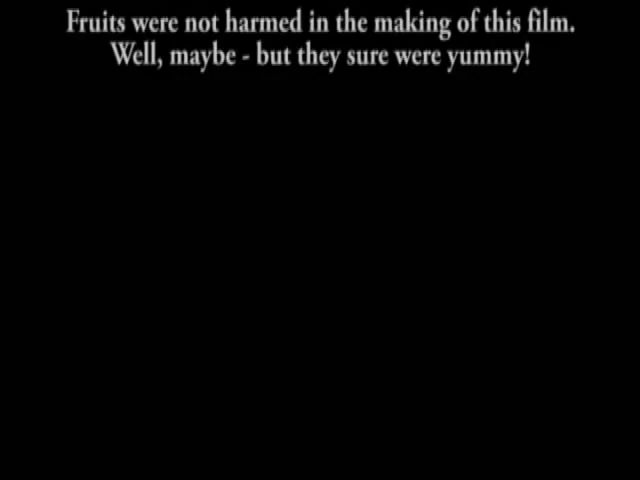 Fruits were not harmed in the making of this film.
Well, maybe - but they sure were yummy!